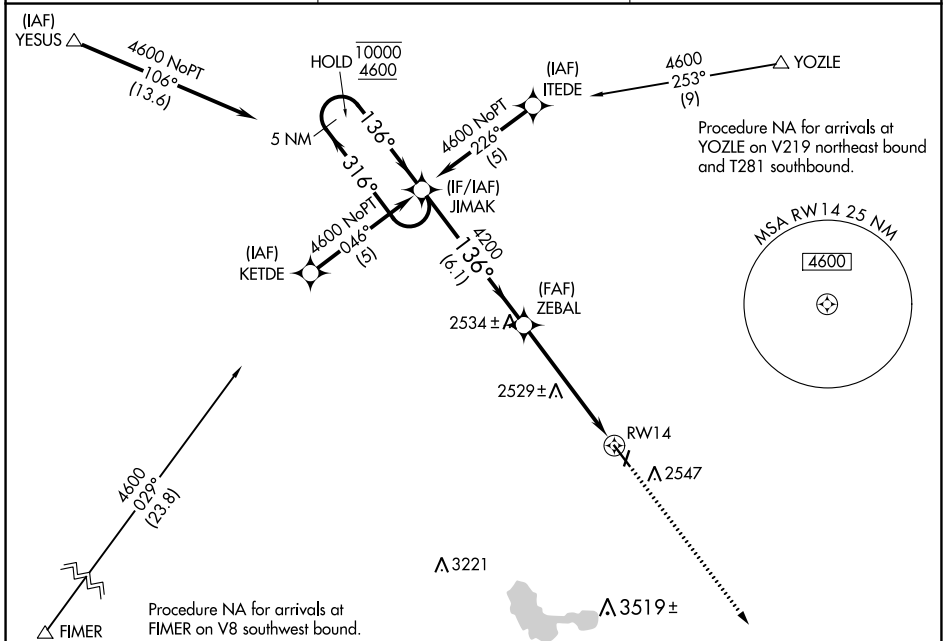 (IAF)
YESUS
4600 NoPT
106°
(13.6)
HOLD
10000
4600
5 NM
136°
316°
(IAF)
ITEDE
4600 NoPT
226°
(5)
4600
253°
(9)
YOZLE
Procedure NA for arrivals at
YOZLE on V219 northeast bound
and T281 southbound.
(IF/IAF)
JIMAK
4600 NoPT
046°
(5)
(IAF)
KETDE
4200
136°
(6.1)
MSA RW14 25 NM
4600
(FAF)
ZEBAL
2534 ±
2529 ±
RW14
2547
4600
029°
(23.8)
3221
3519 ±
FIMER
Procedure NA for arrivals at
FIMER on V8 southwest bound.